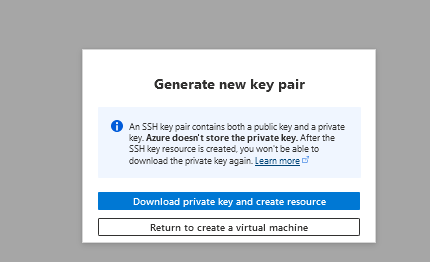 Generate new key pair
An SSH key pair contains both a public key and a private
key. Azure doesn't store the private key. After the
SSH key resource is created, you won't be able to
download the private key again. Learn more
Download private key and create resource
Return to create a virtual machine